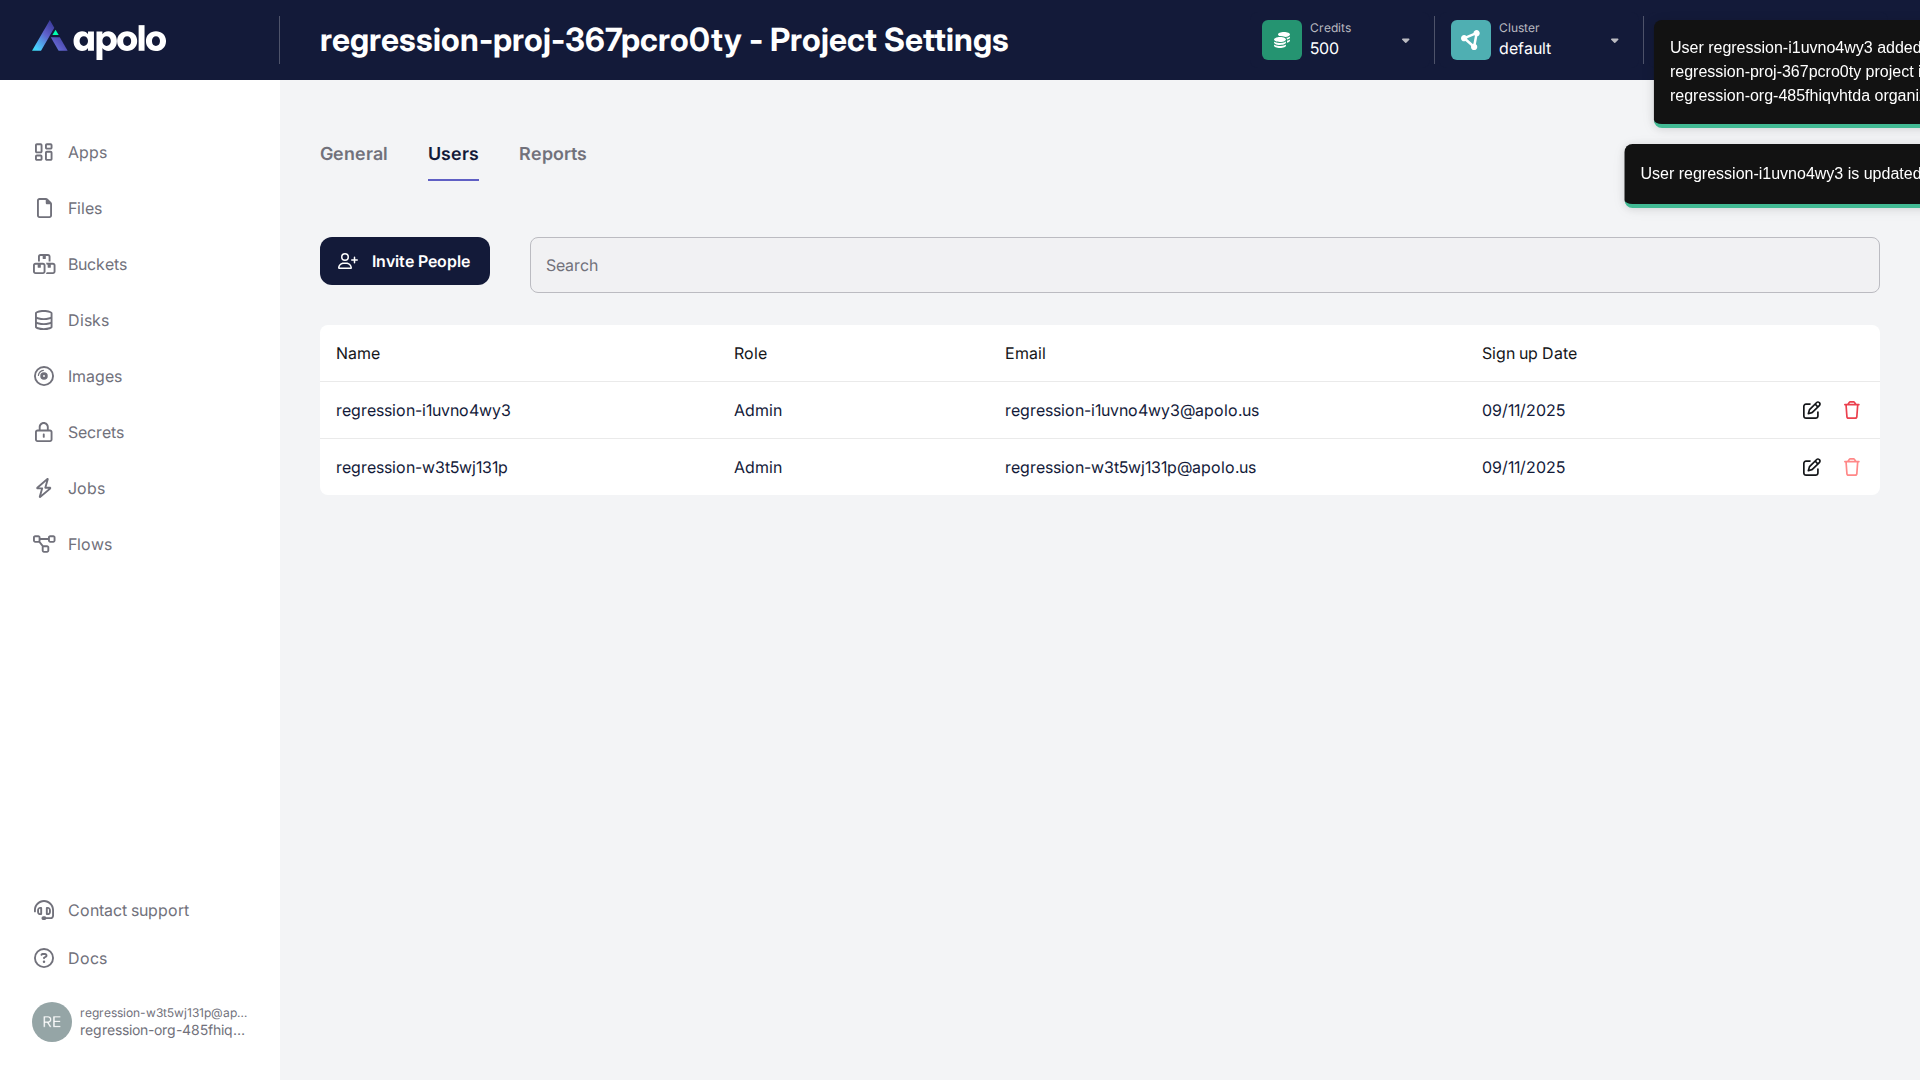 apolo
regression-proj-367pcro0ty - Project Settings
Credits
500
Cluster
default
User regression-i1uvno4wy3 added
regression-proj-367pcro0ty project
regression-org-485fhiqvhtda
User regression-i1uvno4wy3 is updated
Apps
Files
Buckets
Disks
Images
Secrets
Jobs
Flows
General
Users
Reports
Invite People
Search
Name Role Email Sign up Date
regression-i1uvno4wy3 Admin regression-i1uvno4wy3@apolo.us 09/11/2025
regression-w3t5wj131p Admin regression-w3t5wj131p@apolo.us 09/11/2025
Contact support
Docs
RE
regression-w3t5wj131p@ap...
regression-org-485fhiq...